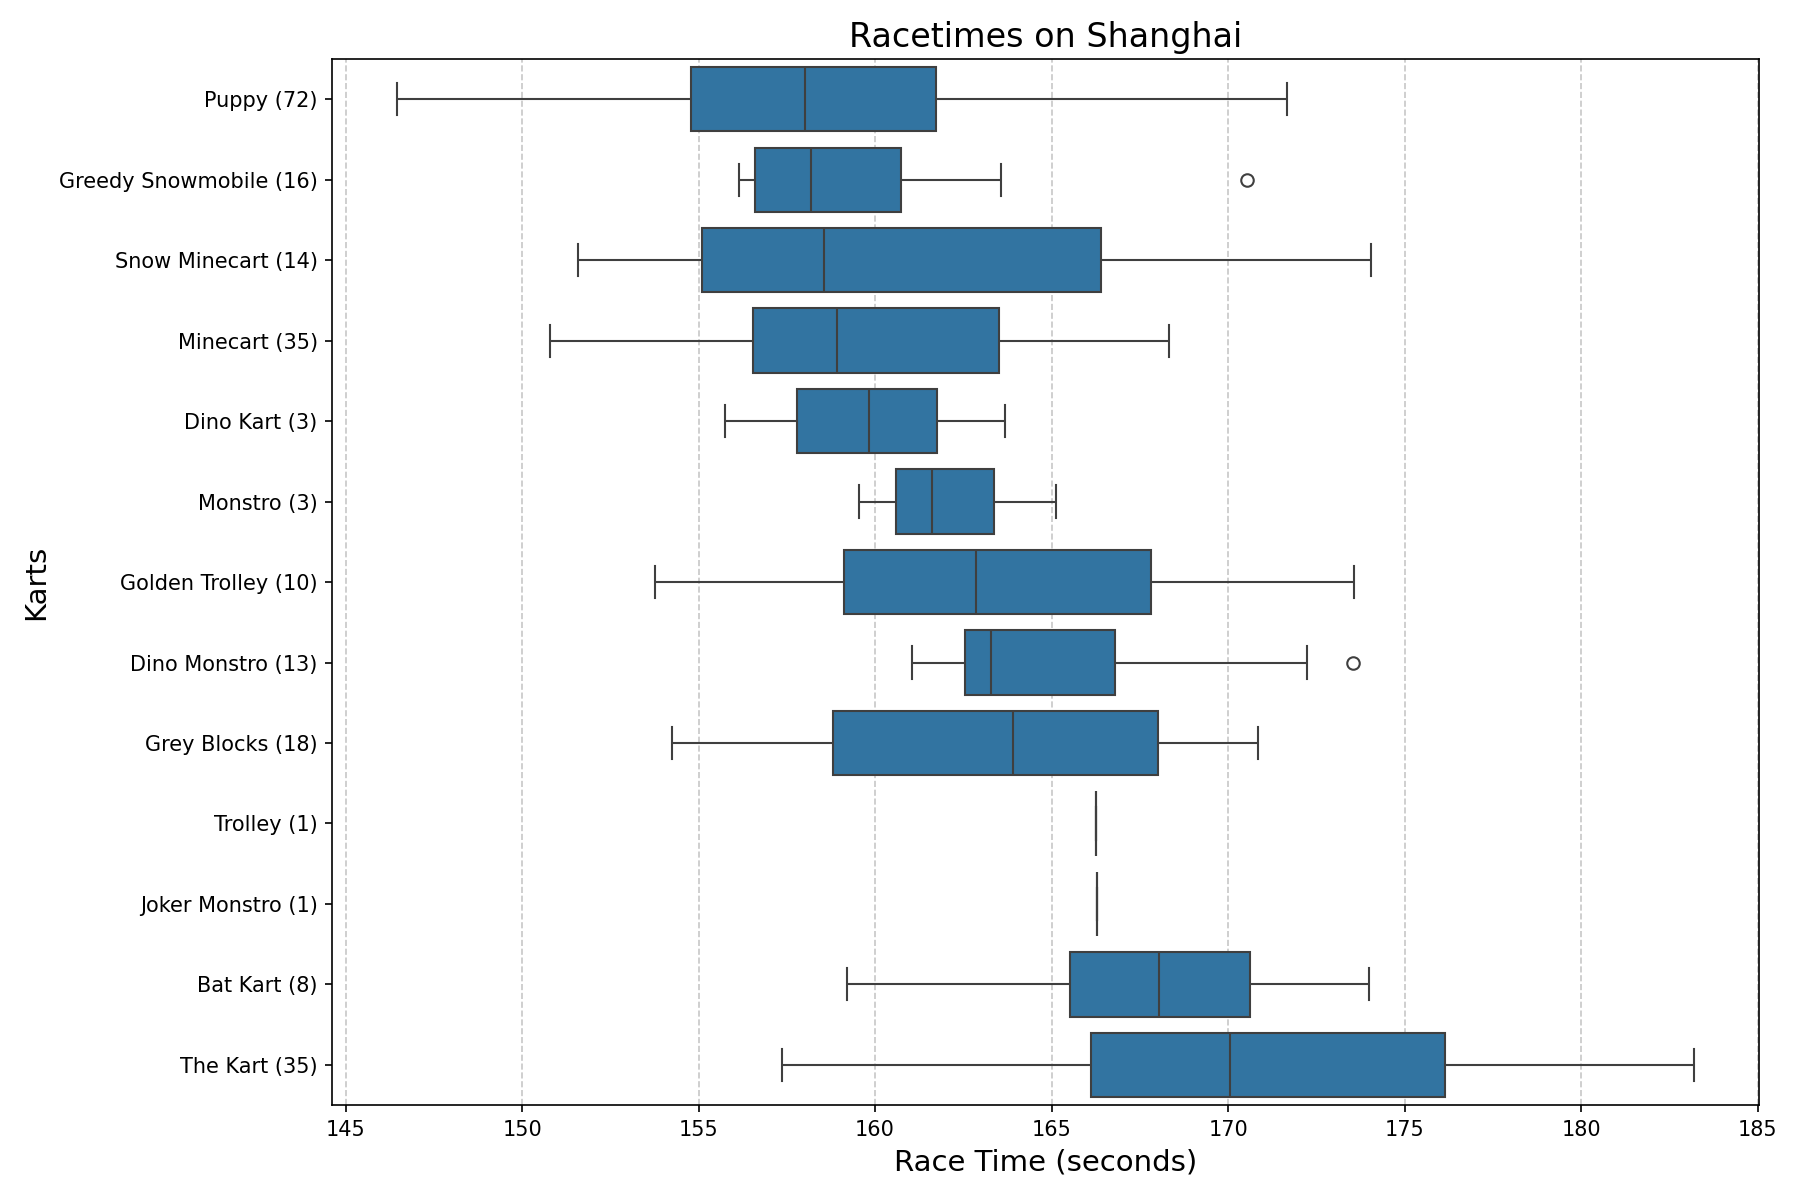 Racetimes on Shanghai
Karts
Puppy (72)
Greedy Snowmobile (16)
Snow Minecart (14)
Minecart (35)
Dino Kart (3)
Monstro (3)
Golden Trolley (10)
Dino Monstro (13)
Grey Blocks (18)
Trolley (1)
Joker Monstro (1)
Bat Kart (8)
The Kart (35)
145 150 155 160 165 170 175 180 185
Race Time (seconds)